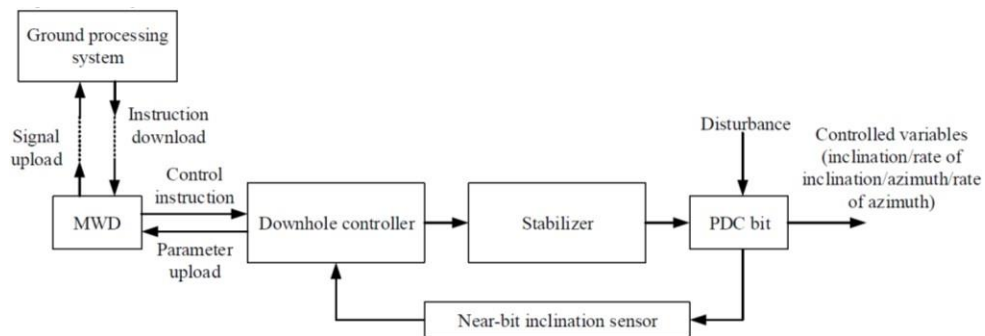 Ground processing
system
Signal
upload
Instruction
download
Disturbance
Controlled variables
(inclination/rate of
inclination/azimuth/rate
of azimuth)
Control
instruction
MWD
Downhole controller
Stabilizer
PDC bit
Parameter
upload
Near-bit inclination sensor